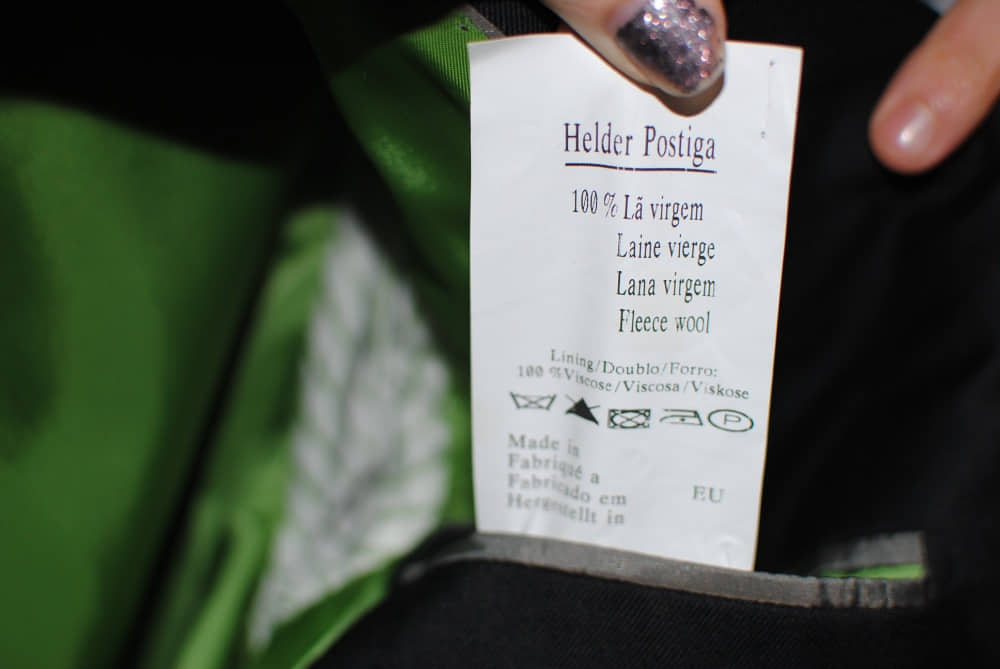 Helder Postiga
100 % Lã virgem
Laine vierge
Lana virgem
Fleece wool
Lining/Doublo/Forro:
100 %Viscose/Viscosa/Viskose
P
Made in
Fabriqué a
Fabricado em
EU
Hergestellt in